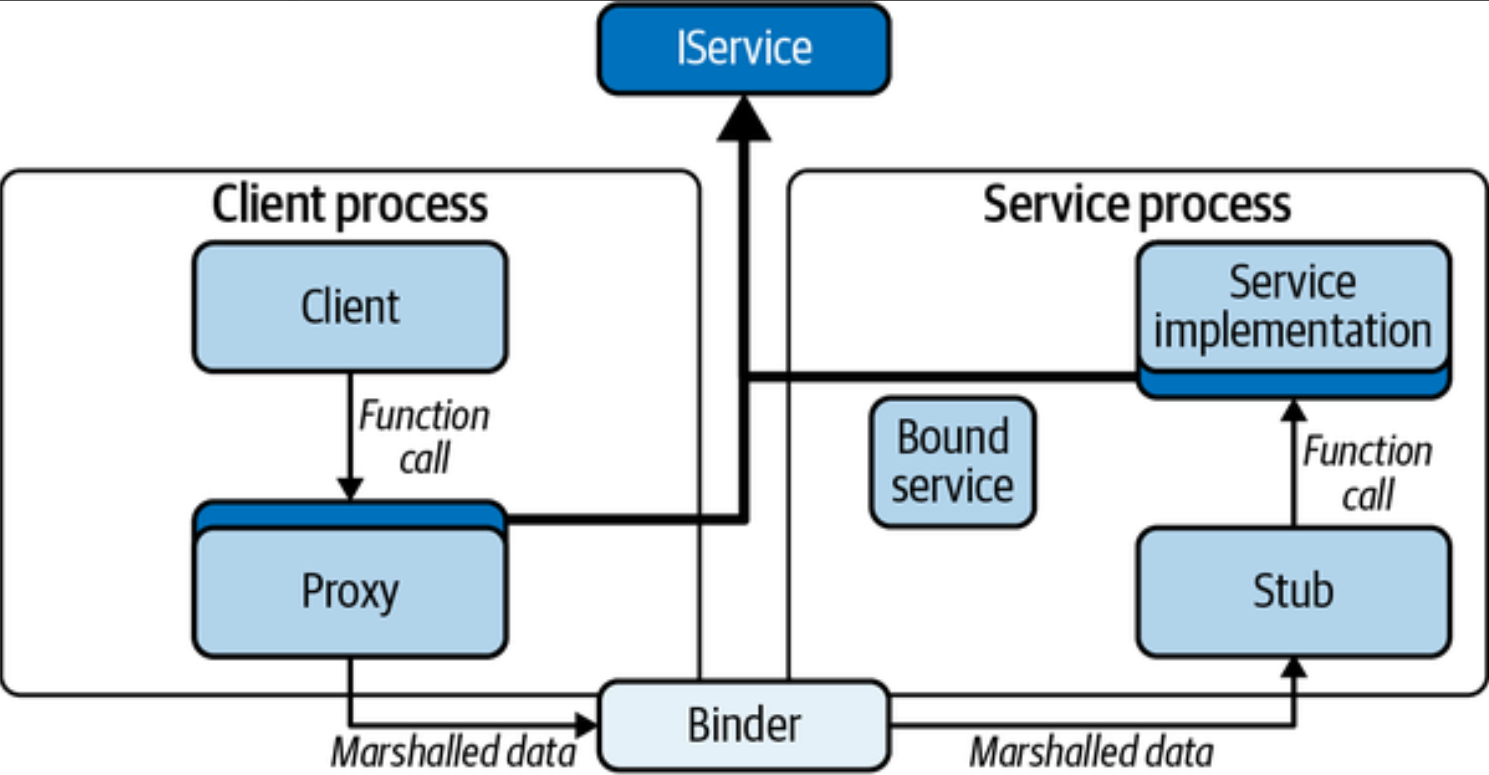 IService
Client process
Client
Function
call
Proxy
Marshalled data
Binder
Service process
Service
implementation
Bound
service
Function
call
Stub
Marshalled data